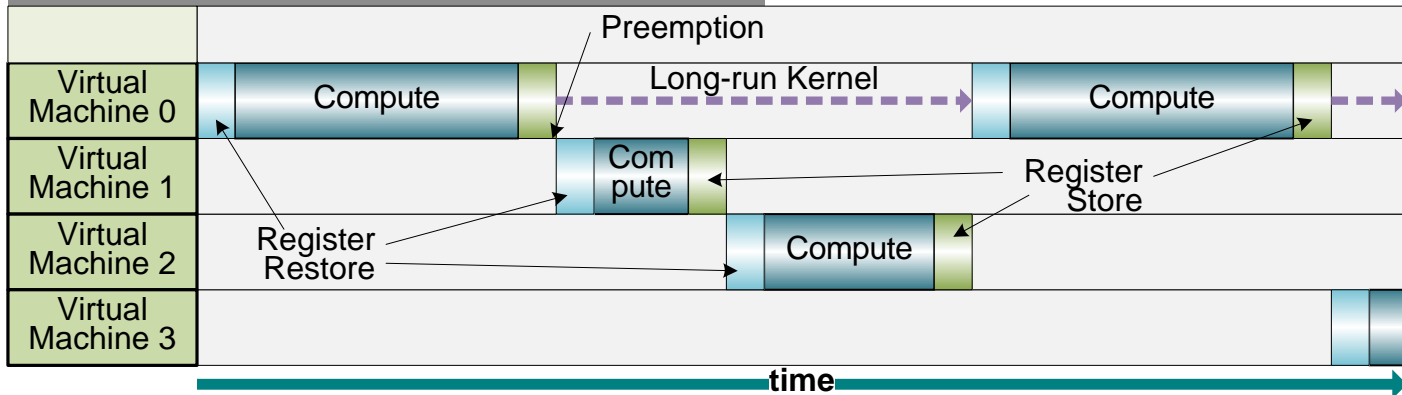 Preemption
Virtual
Machine 0
Compute
Long-run Kernel
Compute
Virtual
Machine 1
Com
pute
Register
Store
Virtual
Machine 2
Register
Restore
Compute
Virtual
Machine 3
time